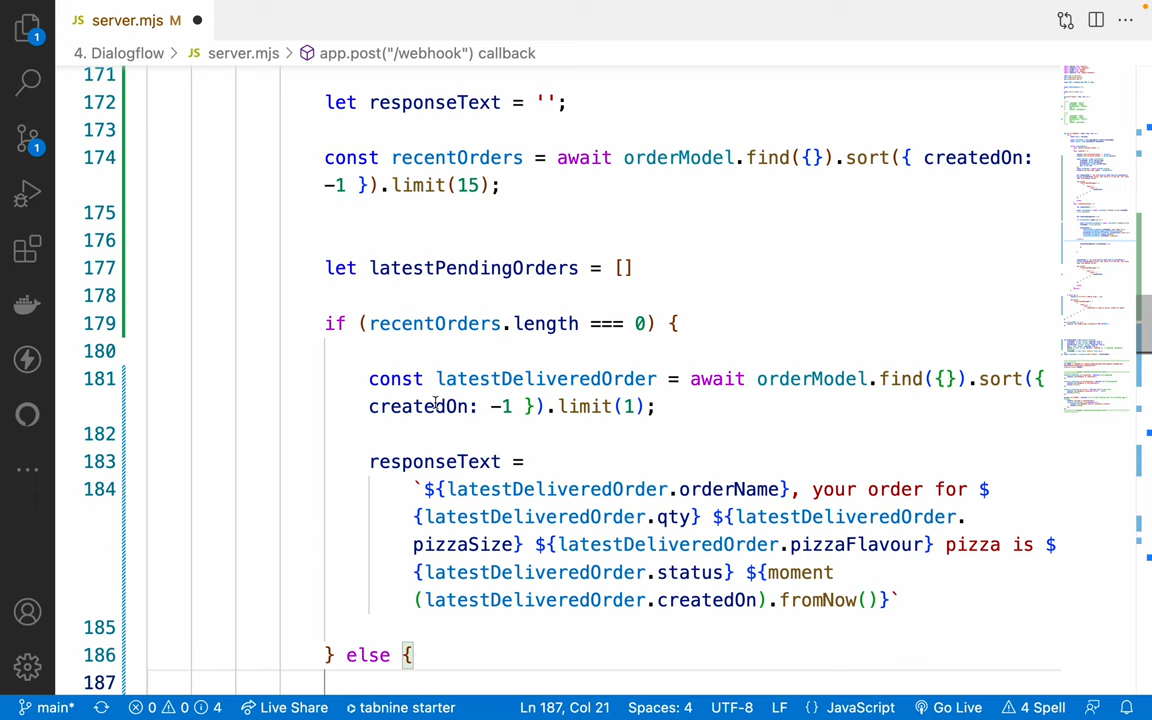 JS server.mjs M
4. Dialogflow > JS server.mjs > app.post("/webhook") callback
171
172 let responseText = '';
173
174 const recentOrders = await orderModel.find({}).sort({ createdOn:
-1 }).limit(15);
175
176
177 let latestPendingOrders = []
178
179 if (recentOrders.length === 0) {
180
181 const latestDeliveredOrder = await orderModel.find({}).sort({
createdOn: -1 }).limit(1);
182
183 responseText =
184 `${latestDeliveredOrder.orderName}, your order for $
{latestDeliveredOrder.qty} ${latestDeliveredOrder.
pizzaSize} ${latestDeliveredOrder.pizzaFlavour} pizza is $
{latestDeliveredOrder.status} ${moment
(latestDeliveredOrder.createdOn).fromNow()}`
185
186 } else {
187
1
1
main* 0 0 4 Live Share tabnine starter Ln 187, Col 21 Spaces: 4 UTF-8 LF {} JavaScript Go Live 4 Spell